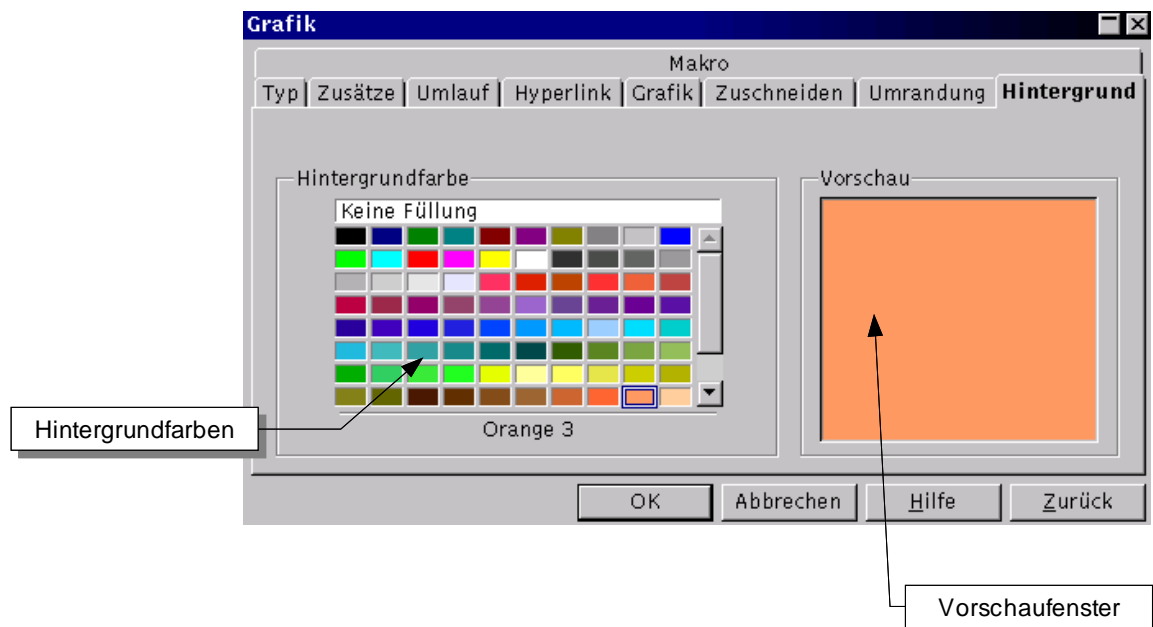 Grafik
Makro
Typ Zusätze Umlauf Hyperlink Grafik Zuschneiden Umrandung Hintergrund
Hintergrundfarbe
Vorschau
Keine Füllung
Orange 3
Hintergrundfarben
OK Abbrechen Hilfe Zurück
Vorschaufenster